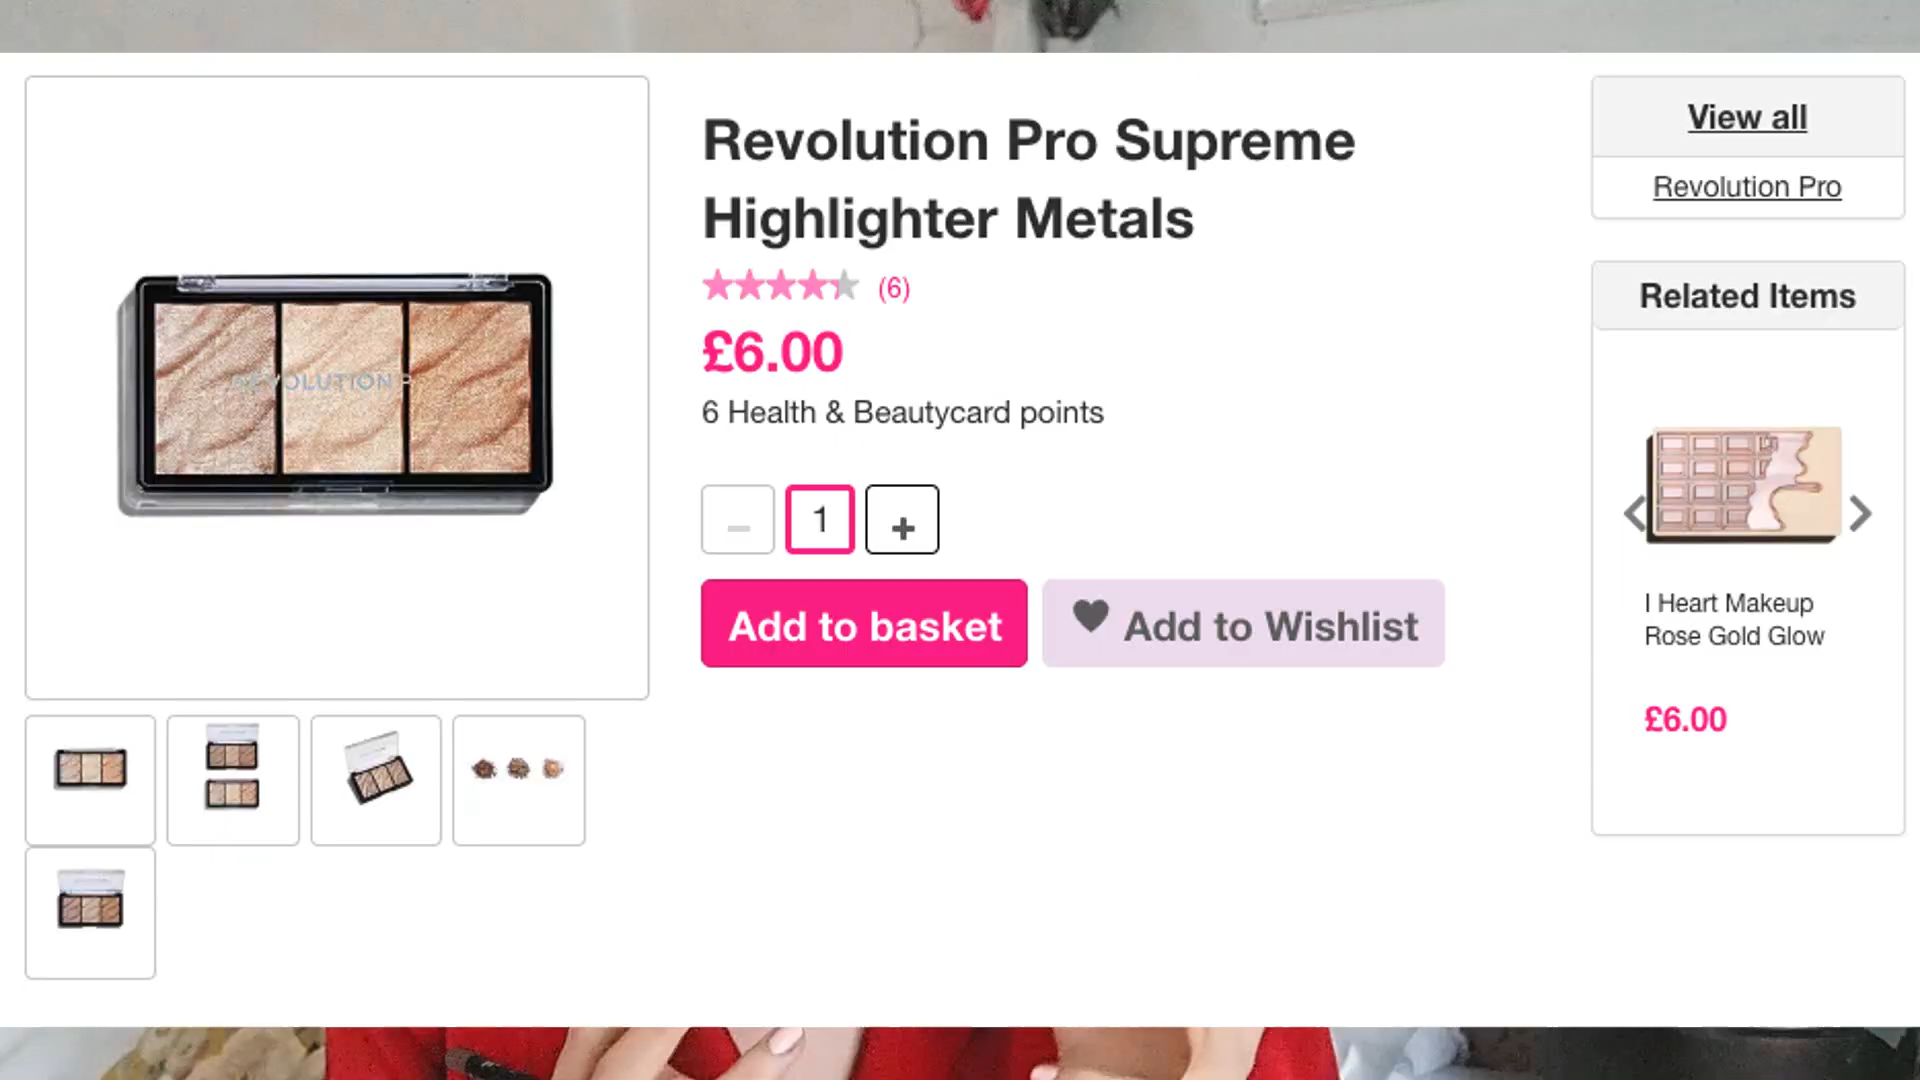 Revolution Pro Supreme
Highlighter Metals
(6)
£6.00
6 Health & Beautycard points
1
Add to basket
Add to Wishlist
REVOLUTION P
View all
Revolution Pro
Related Items
I Heart Makeup
Rose Gold Glow
£6.00